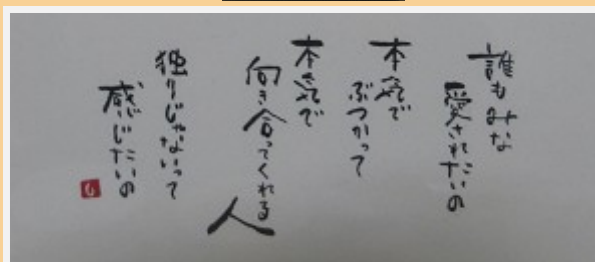 誰もみな
愛されたいの
本気で
ぶつかって
本気で
向き合ってくれる
人
独りじゃないって
感じたいの